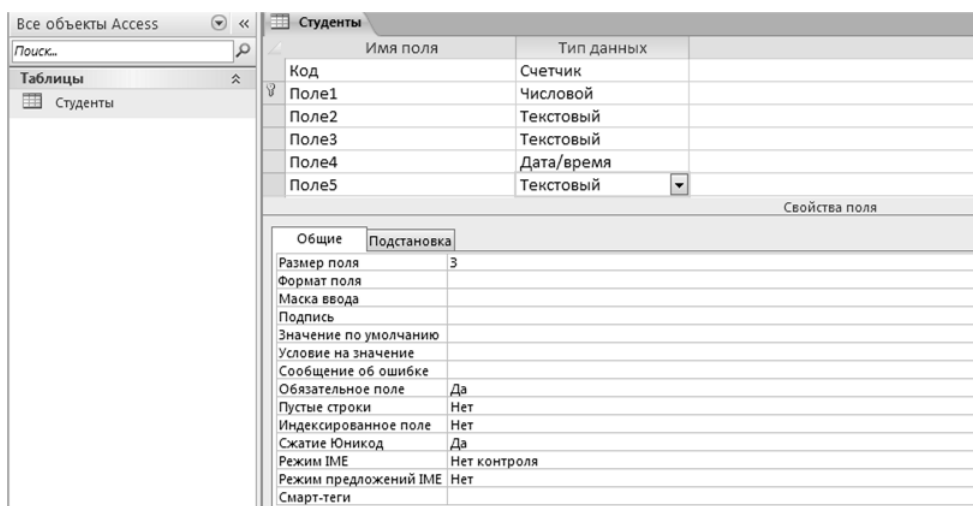 Все объекты Access
«
Поиск...
Таблицы
Студенты
Студенты
Имя поля Тип данных
Код Счетчик
Поле1 Числовой
Поле2 Текстовый
Поле3 Текстовый
Поле4 Дата/время
Поле5 Текстовый
Свойства поля
Общие Подстановка
Размер поля 3
Формат поля
Маска ввода
Подпись
Значение по умолчанию
Условие на значение
Сообщение об ошибке
Обязательное поле Да
Пустые строки Нет
Индексированное поле Нет
Сжатие Юникод Да
Режим IME Нет контроля
Режим предложений IME Нет
Смарт-теги